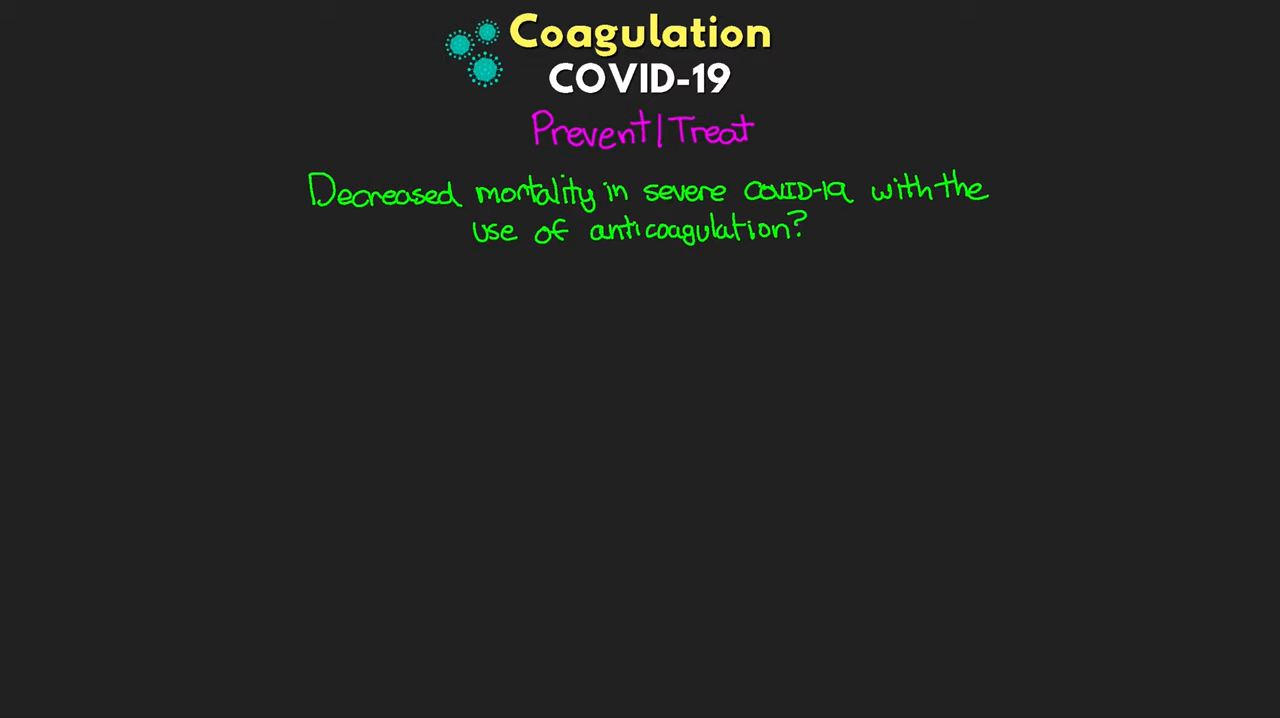 Coagulation
COVID-19
Prevent/Treat
Decreased mortality in severe COVID-19 with the
use of anticoagulation?